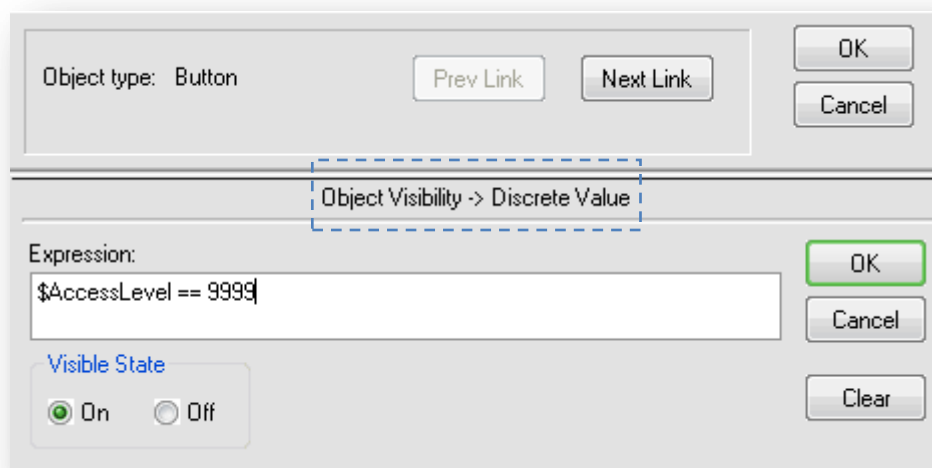 Object type: Button
Prev Link
Next Link
OK
Cancel
Object Visibility -> Discrete Value
Expression:
$AccessLevel == 9999
OK
Cancel
Visible State
On
Off
Clear